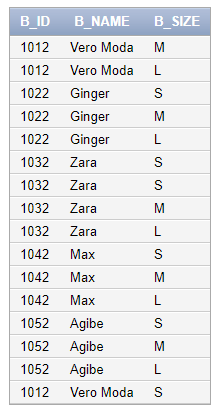 B_ID B_NAME B_SIZE
1012 Vero Moda M
1012 Vero Moda L
1022 Ginger S
1022 Ginger M
1022 Ginger L
1032 Zara S
1032 Zara S
1032 Zara M
1032 Zara L
1042 Max S
1042 Max M
1042 Max L
1052 Agibe S
1052 Agibe M
1052 Agibe L
1012 Vero Moda S